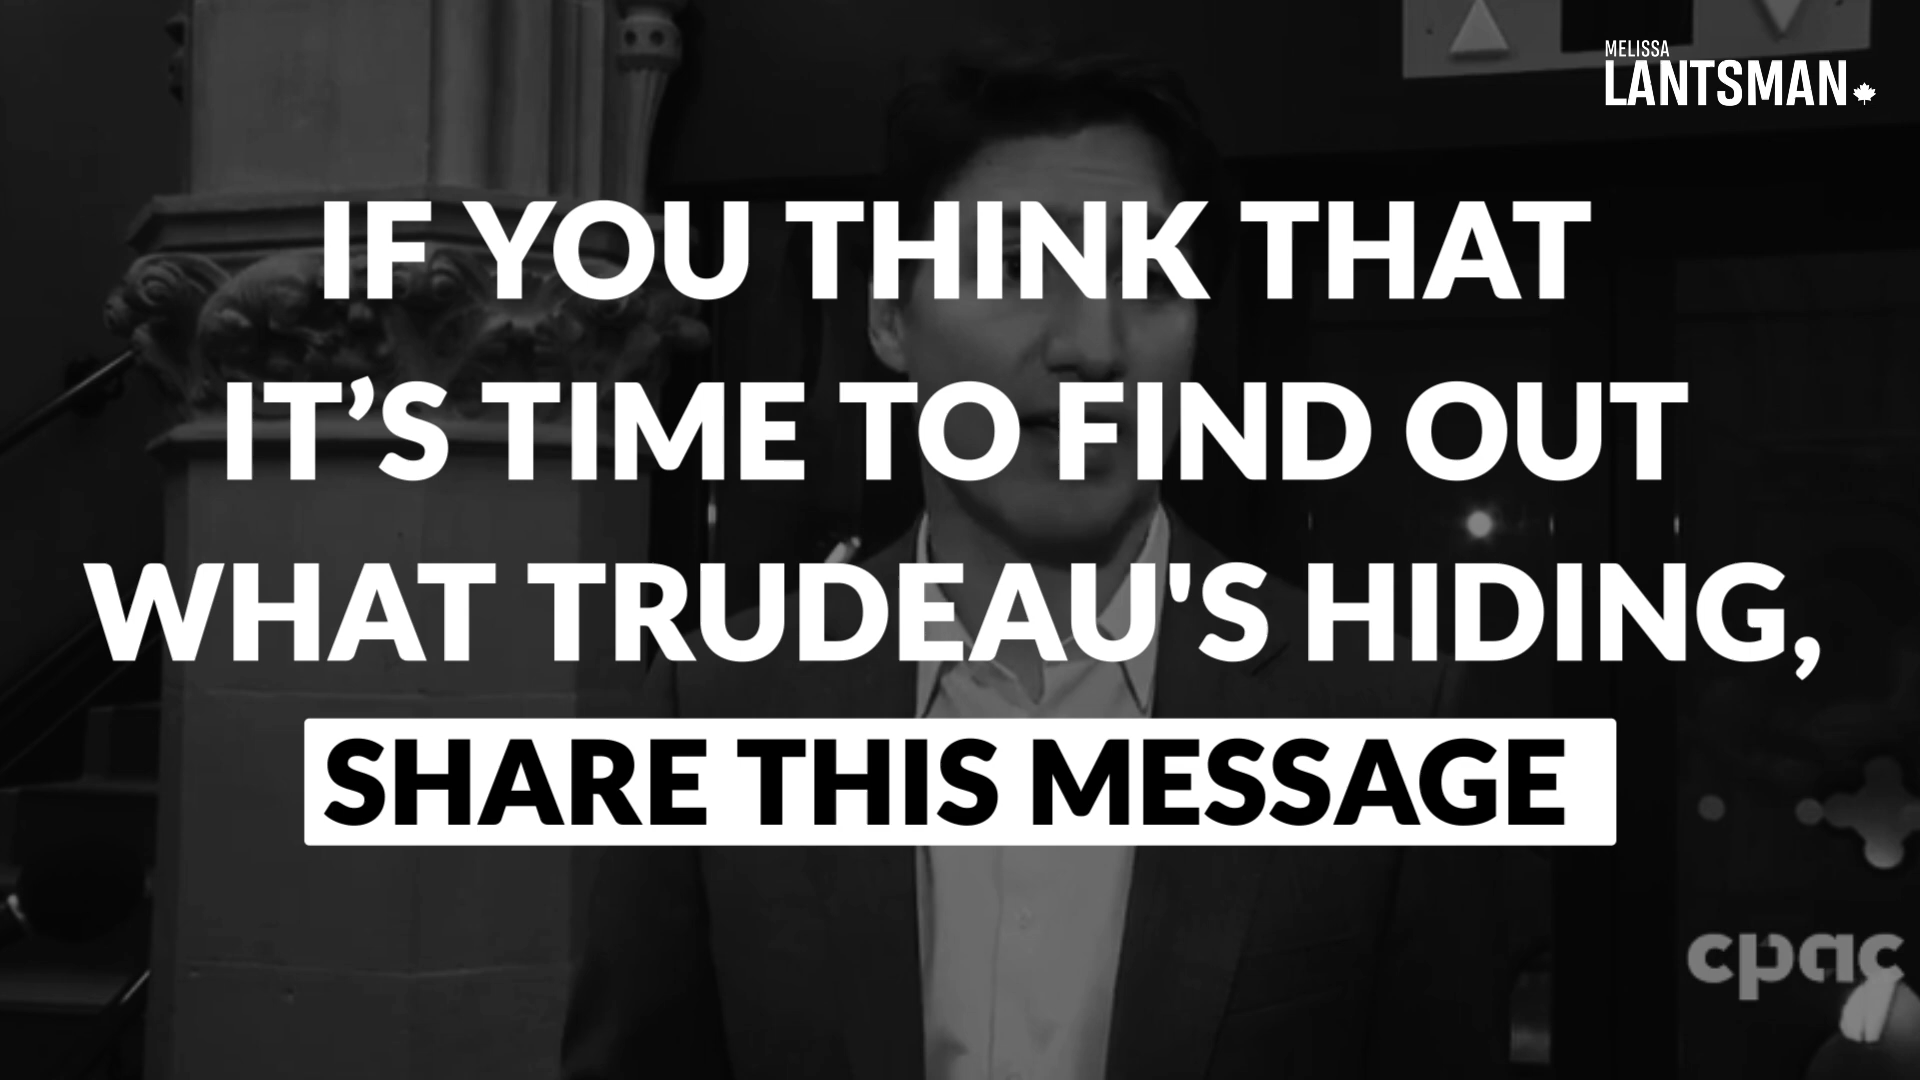 MELISSA
LANTSMAN
IF YOU THINK THAT
IT’S TIME TO FIND OUT
WHAT TRUDEAU'S HIDING,
SHARE THIS MESSAGE
cpac